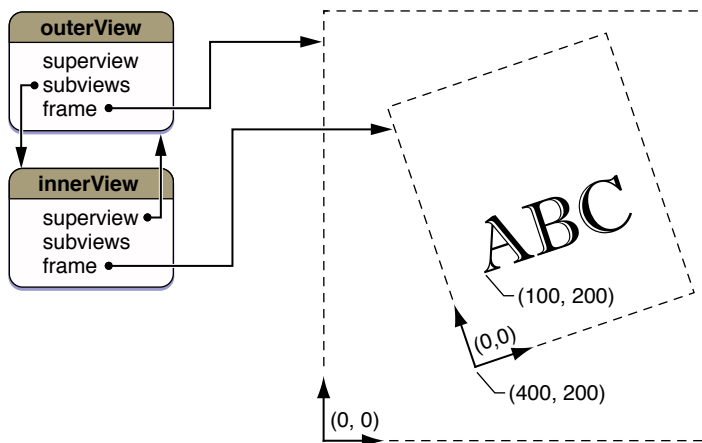 outerView
superview
subviews
frame
innerView
superview
subviews
frame
ABC
(100, 200)
(0,0)
(400, 200)
(0, 0)